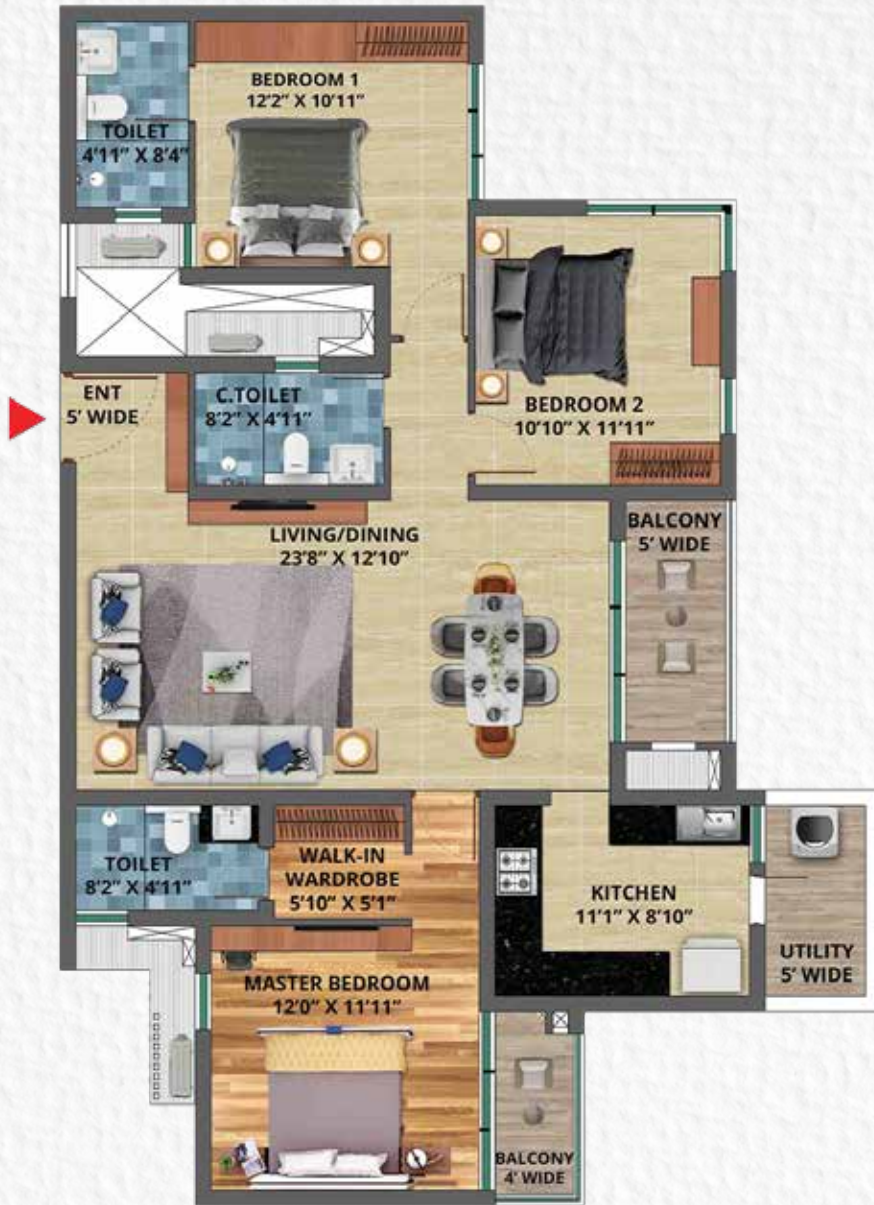 BEDROOM 1
12’2” X 10’11”
TOILET
4’11” X 8’4”
ENT
5’ WIDE
C.TOILET
8’2” X 4’11”
BEDROOM 2
10’10” X 11’11”
LIVING/DINING
23’8” X 12’10”
BALCONY
5’ WIDE
TOILET
8’2” X 4’11”
WALK-IN
WARDROBE
5’10” X 5’1”
KITCHEN
11’1” X 8’10”
UTILITY
5’ WIDE
MASTER BEDROOM
12’0” X 11’11”
BALCONY
4’ WIDE